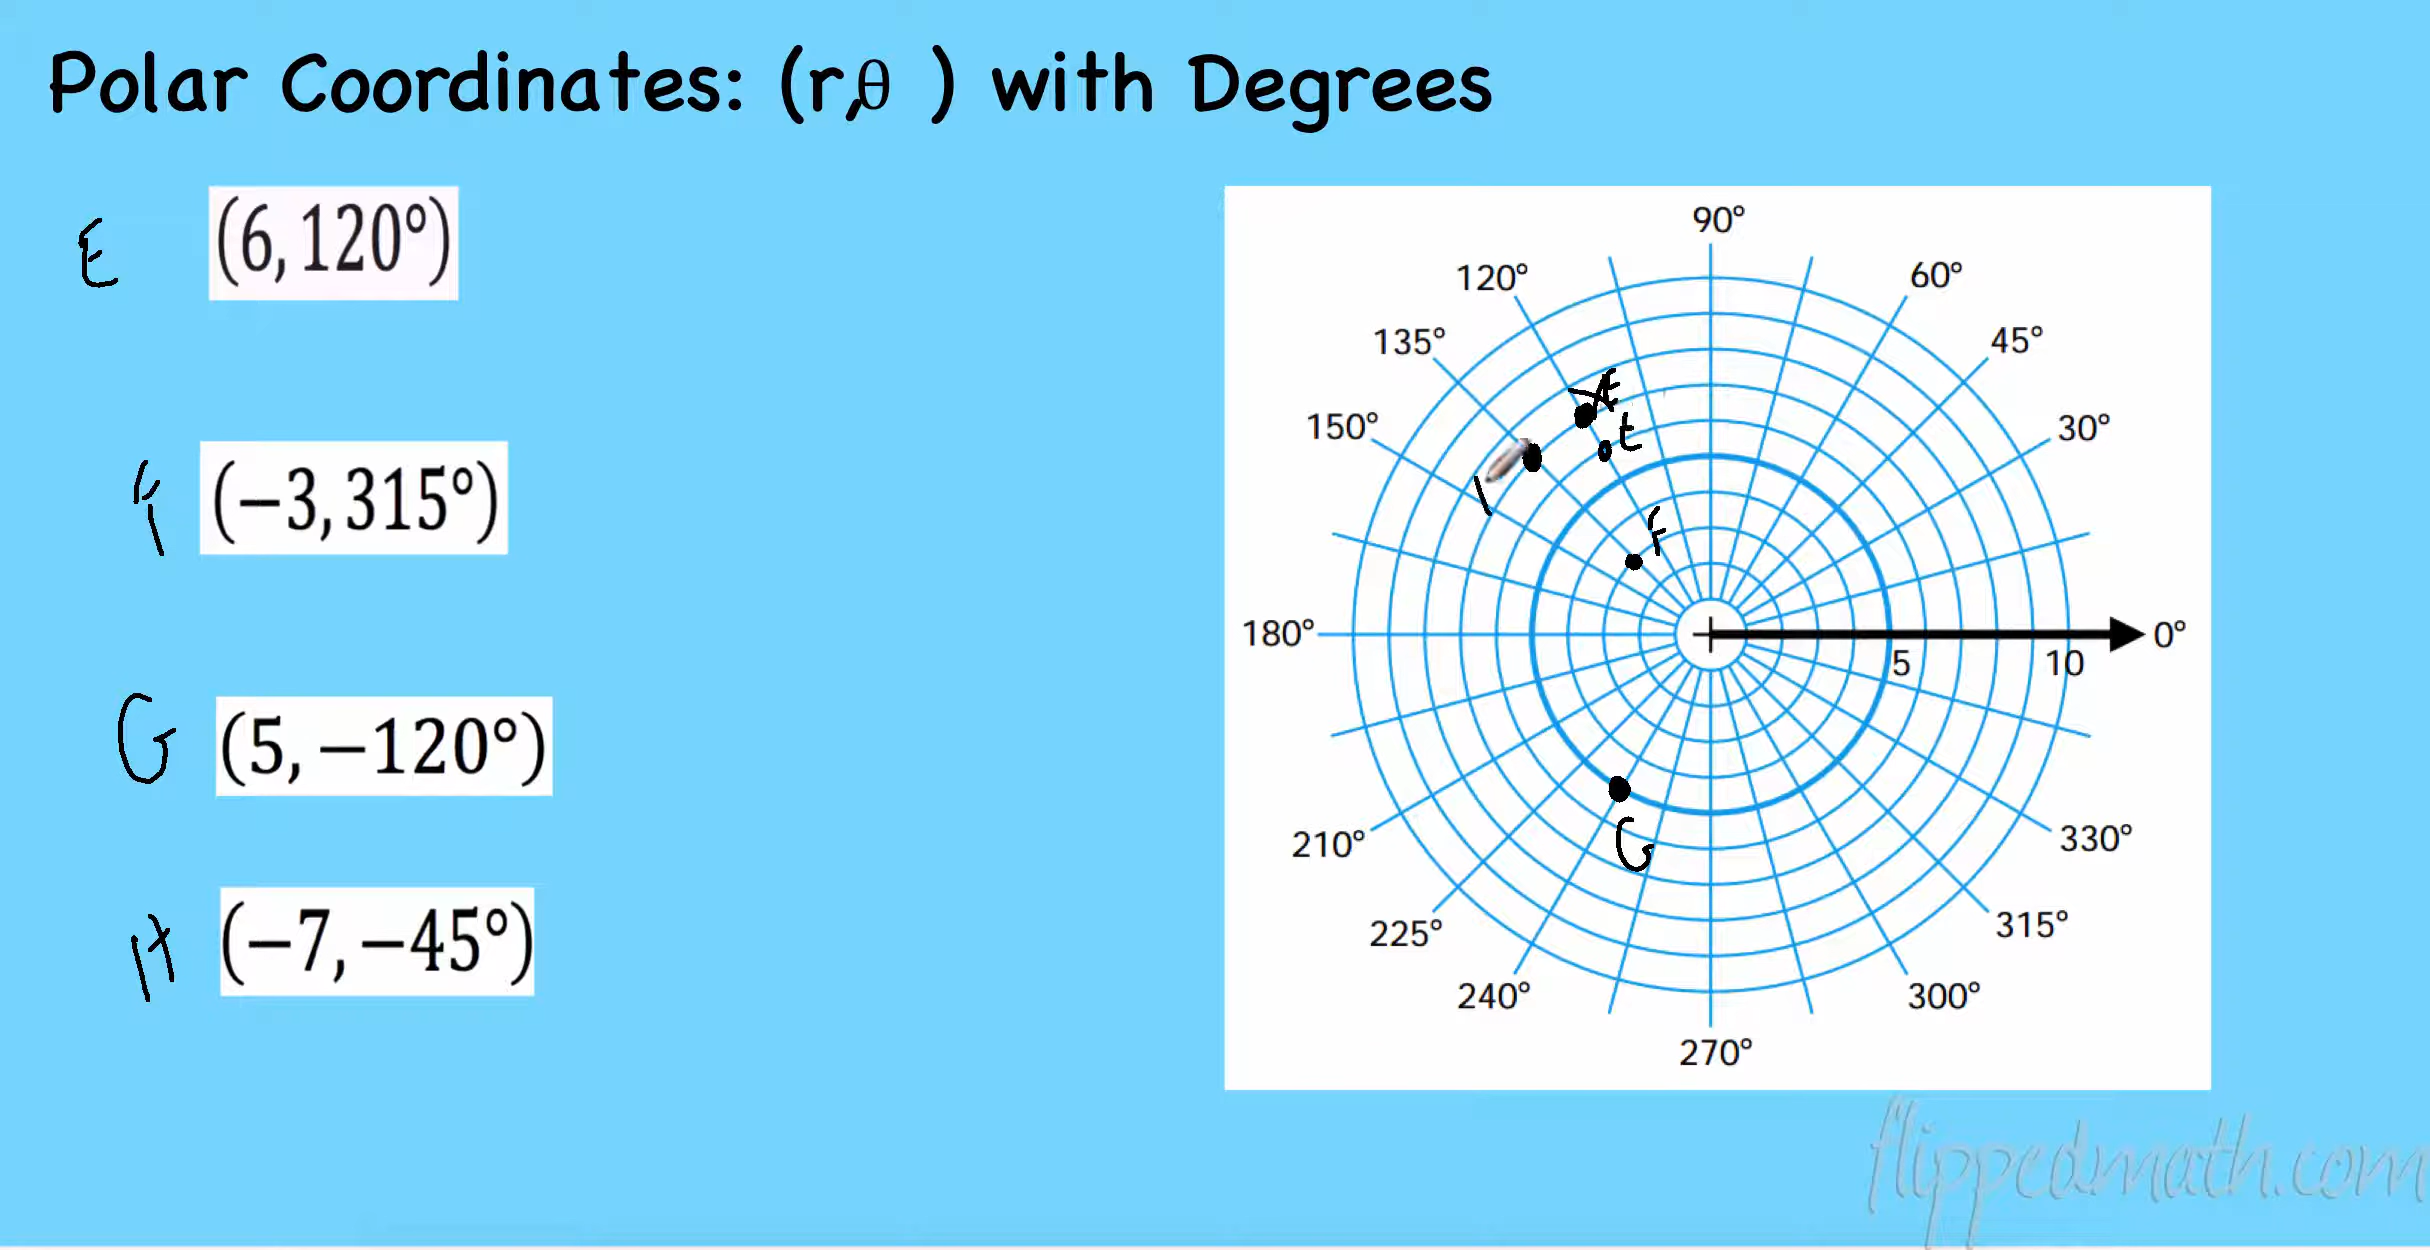 Polar Coordinates: (r,θ ) with Degrees
E (6, 120°)
F (−3, 315°)
G (5, −120°)
H (−7, −45°)
90°
120° 60°
135° 45°
E
150° 30°
F
180° 0°
5 10
G
210° 330°
225° 315°
240° 300°
270°
flippedmath.com